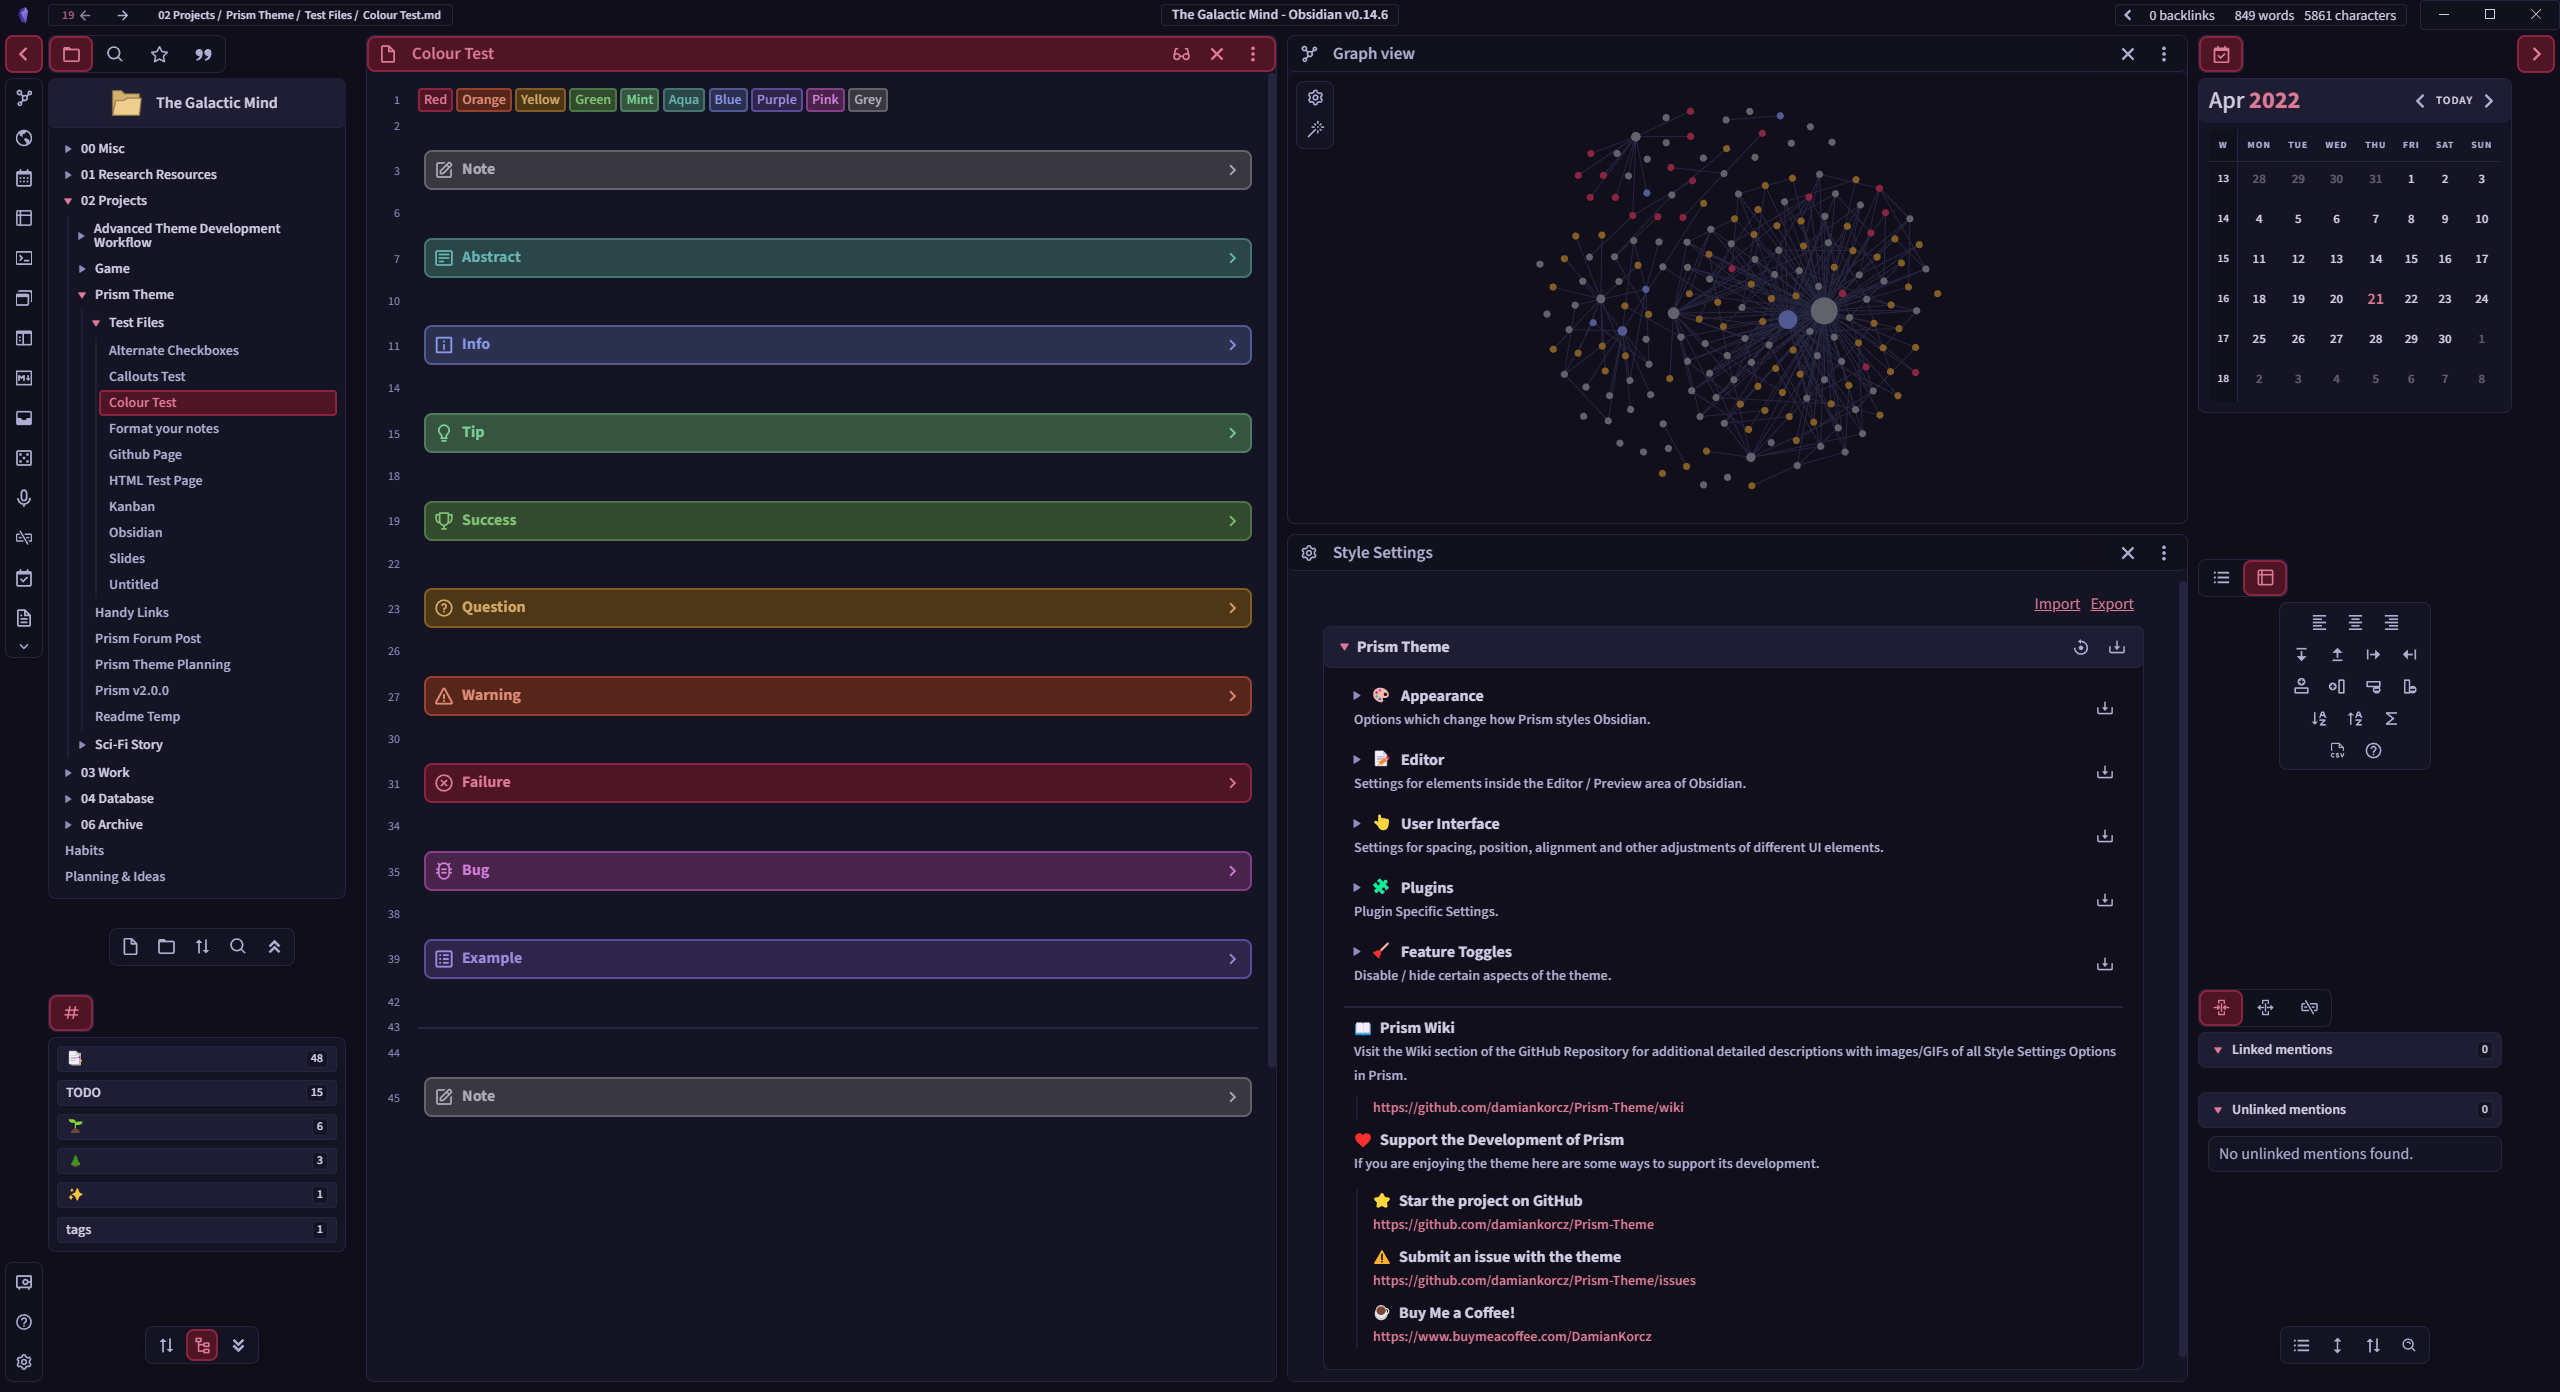 19
02 Projects / Prism Theme / Test Files / Colour Test.md
The Galactic Mind - Obsidian v0.14.6
0 backlinks 849 words 5861 characters
The Galactic Mind
00 Misc
01 Research Resources
02 Projects
Advanced Theme Development
Workflow
Game
Prism Theme
Test Files
Alternate Checkboxes
Callouts Test
Colour Test
Format your notes
Github Page
HTML Test Page
Kanban
Obsidian
Slides
Untitled
Handy Links
Prism Forum Post
Prism Theme Planning
Prism v2.0.0
Readme Temp
Sci-Fi Story
03 Work
04 Database
06 Archive
Habits
Planning & Ideas
#
48
TODO 15
6
3
1
tags 1
Colour Test
1 Red Orange Yellow Green Mint Aqua Blue Purple Pink Grey
2
3 Note
6
7 Abstract
10
11 Info
14
15 Tip
18
19 Success
22
23 Question
26
27 Warning
30
31 Failure
34
35 Bug
38
39 Example
42
43
44
45 Note
Graph view
Style Settings
Import Export
Prism Theme
Appearance
Options which change how Prism styles Obsidian.
Editor
Settings for elements inside the Editor / Preview area of Obsidian.
User Interface
Settings for spacing, position, alignment and other adjustments of different UI elements.
Plugins
Plugin Specific Settings.
Feature Toggles
Disable / hide certain aspects of the theme.
Prism Wiki
Visit the Wiki section of the GitHub Repository for additional detailed descriptions with images/GIFs of all Style Settings Options
in Prism.
https://github.com/damiankorcz/Prism-Theme/wiki
Support the Development of Prism
If you are enjoying the theme here are some ways to support its development.
Star the project on GitHub
https://github.com/damiankorcz/Prism-Theme
Submit an issue with the theme
https://github.com/damiankorcz/Prism-Theme/issues
Buy Me a Coffee!
https://www.buymeacoffee.com/DamianKorcz
Apr 2022 TODAY
W MON TUE WED THU FRI SAT SUN
13 28 29 30 31 1 2 3
14 4 5 6 7 8 9 10
15 11 12 13 14 15 16 17
16 18 19 20 21 22 23 24
17 25 26 27 28 29 30 1
18 2 3 4 5 6 7 8
CSV
Linked mentions 0
Unlinked mentions 0
No unlinked mentions found.